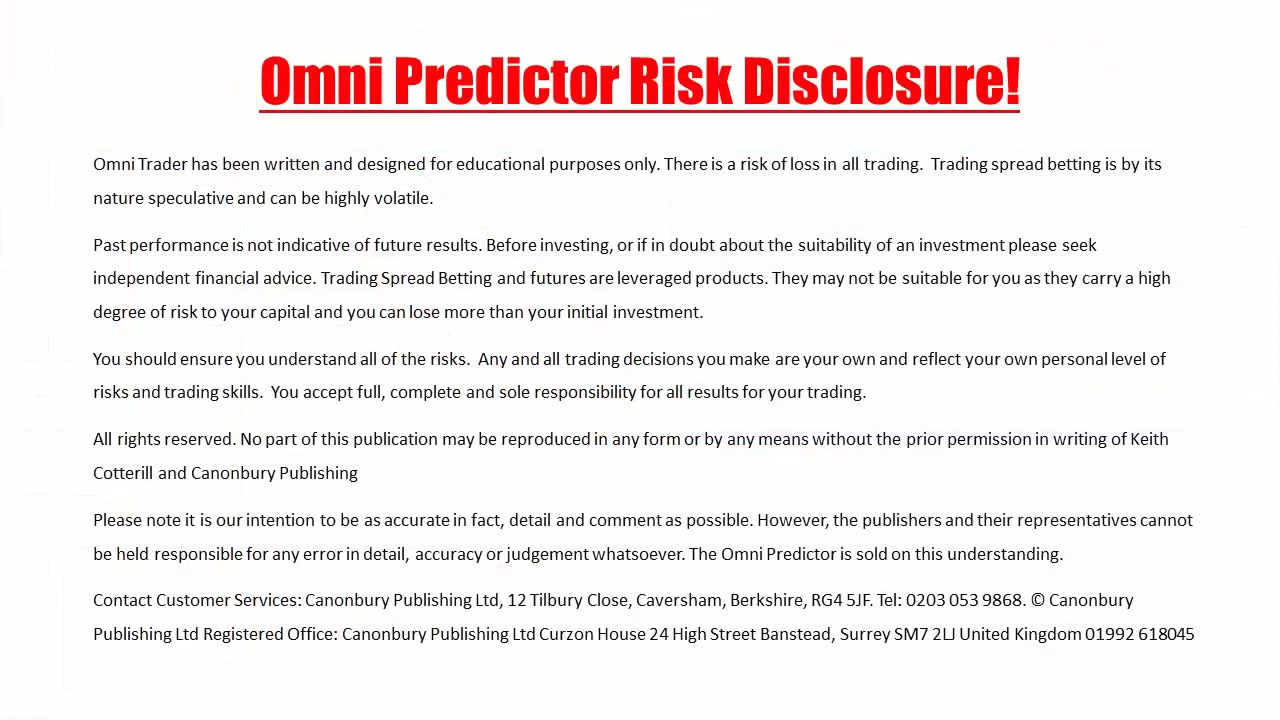 Omni Predictor Risk Disclosure!
Omni Trader has been written and designed for educational purposes only. There is a risk of loss in all trading. Trading spread betting is by its
nature speculative and can be highly volatile.
Past performance is not indicative of future results. Before investing, or if in doubt about the suitability of an investment please seek
independent financial advice. Trading Spread Betting and futures are leveraged products. They may not be suitable for you as they carry a high
degree of risk to your capital and you can lose more than your initial investment.
You should ensure you understand all of the risks. Any and all trading decisions you make are your own and reflect your own personal level of
risks and trading skills. You accept full, complete and sole responsibility for all results for your trading.
All rights reserved. No part of this publication may be reproduced in any form or by any means without the prior permission in writing of Keith
Cotterill and Canonbury Publishing
Please note it is our intention to be as accurate in fact, detail and comment as possible. However, the publishers and their representatives cannot
be held responsible for any error in detail, accuracy or judgement whatsoever. The Omni Predictor is sold on this understanding.
Contact Customer Services: Canonbury Publishing Ltd, 12 Tilbury Close, Caversham, Berkshire, RG4 5JF. Tel: 0203 053 9868. © Canonbury
Publishing Ltd Registered Office: Canonbury Publishing Ltd Curzon House 24 High Street Banstead, Surrey SM7 2LJ United Kingdom 01992 618045